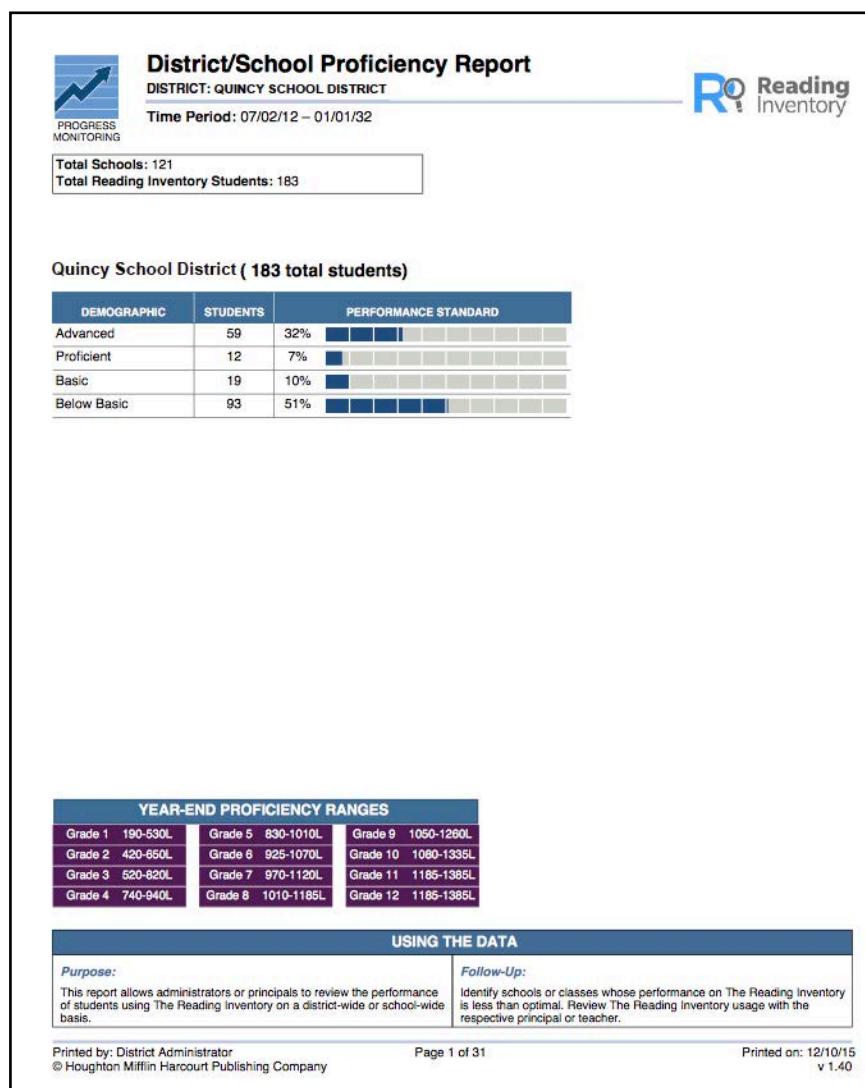 District/School Proficiency Report
DISTRICT: QUINCY SCHOOL DISTRICT
Time Period: 07/02/12 – 01/01/32
PROGRESS
MONITORING
Reading
Inventory
Total Schools: 121
Total Reading Inventory Students: 183
Quincy School District ( 183 total students)
DEMOGRAPHIC STUDENTS PERFORMANCE STANDARD
Advanced 59 32%
Proficient 12 7%
Basic 19 10%
Below Basic 93 51%
YEAR-END PROFICIENCY RANGES
Grade 1 190-530L Grade 5 830-1010L Grade 9 1050-1260L
Grade 2 420-650L Grade 6 925-1070L Grade 10 1080-1335L
Grade 3 520-820L Grade 7 970-1120L Grade 11 1185-1385L
Grade 4 740-940L Grade 8 1010-1185L Grade 12 1185-1385L
USING THE DATA
Purpose:
This report allows administrators or principals to review the performance
of students using The Reading Inventory on a district-wide or school-wide
basis.
Follow-Up:
Identify schools or classes whose performance on The Reading Inventory
is less than optimal. Review The Reading Inventory usage with the
respective principal or teacher.
Printed by: District Administrator Page 1 of 31 Printed on: 12/10/15
© Houghton Mifflin Harcourt Publishing Company v 1.40